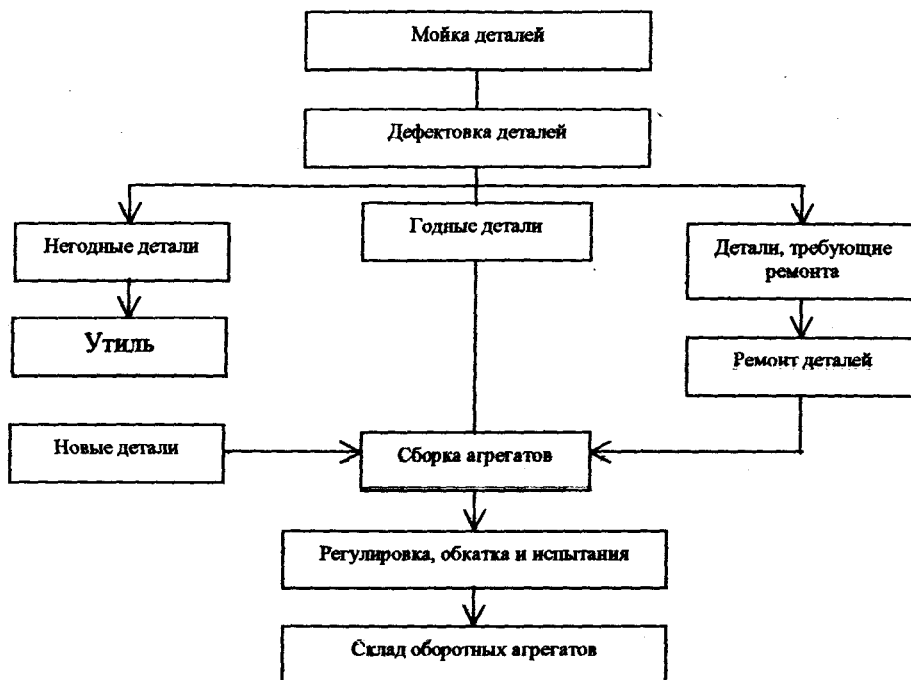 Мойка деталей
Дефектовка деталей
Негодные детали
Годные детали
Детали, требующие
ремонта
Утиль
Ремонт деталей
Новые детали
Сборка агрегатов
Регулировка, обкатка и испытания
Склад оборотных агрегатов